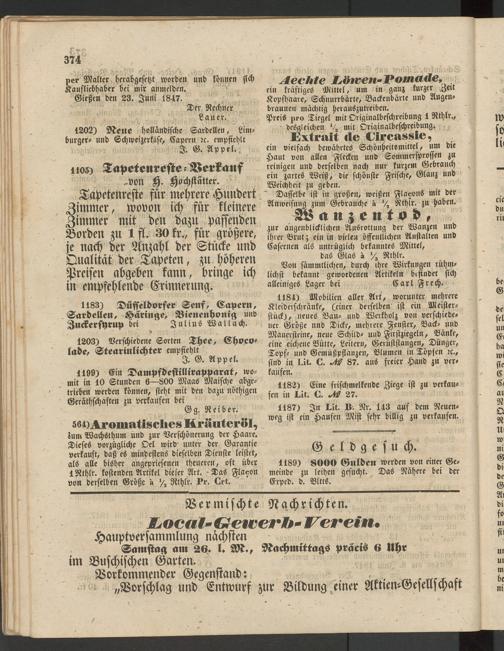 374
per Malter herabgesetzt worden und können sich
Kaufliebhaber bei mir anmelden.
Gießen den 23. Juni 1847.
Der Rechner
Lauer.
1202) Neue holländische Sardellen, Lim-
burger- und Schweizerkäse, Capern ꝛc. empfiehlt
J. G. Appel.
1105) Tapetenreste-Verkauf
von H. Hochstätter.
Tapetenreste für mehrere Hundert
Zimmer, wovon ich für kleinere
Zimmer mit den dazu passenden
Borden zu 1 fl. 30 kr., für größere,
je nach der Anzahl der Stücke und
Qualität der Tapeten, zu höheren
Preisen abgeben kann, bringe ich
in empfehlende Erinnerung.
1183) Düsseldorfer Senf, Capern,
Sardellen, Häringe, Bienenhonig und
Zuckersyrup bei Julius Wallach.
1203) Verschiedene Sorten Thee, Choco-
lade, Stearinlichter empfiehlt
J. G. Appel.
1199) Ein Dampfdestillirapparat, wo-
mit in 10 Stunden 6—800 Maas Maische abge-
trieben werden können, steht mit den dazu nöthigen
Geräthschaften zu verkaufen bei
Gg. Reiber.
564) Aromatisches Kräuteröl,
zum Wachsthum und zur Verschönerung der Haare.
Dieses vorzügliche Oel wird unter der Garantie
verkauft, daß es mindestens dieselben Dienste leistet,
als alle bisher angepriesenen theueren, oft über
1 Rthlr. kostenden Artikel dieser Art. - Das Flaçon
von derselben Größe à ½ Rthlr. Pr. Crt.
Aechte Löwen-Pomade,
ein kräftiges Mittel, um in ganz kurzer Zeit
Kopfhaare, Schnurrbärte, Backenbärte und Augen-
braunen mächtig herauszutreiben.
Preis pro Tiegel mit Originalbeschreibung 1 Rthlr.,
desgleichen ½ mit Originalbeschreibung.
Extrait de Circassie,
ein vielfach bewährtes Schönheitsmittel, um die
Haut von allen Flecken und Sommersprossen zu
reinigen und derselben nach nur kurzem Gebrauch
ein zartes Weiß, die schönste Frische, Glanz und
Weichheit zu geben.
Dasselbe ist in großen, weißen Flaçons mit der
Anweisung zum Gebrauche à ½ Rthlr. zu haben.
Wanzentod,
zur augenblicklichen Ausrottung der Wanzen und
ihrer Brut ein in vielen öffentlichen Anstalten und
Casernen als untrüglich bekanntes Mittel,
das Glas à ½ Rthlr.
Von sämmtlichen, durch ihre Wirkungen rühm-
lichst bekannt gewordenen Artikeln befindet sich
alleiniges Lager bei Carl Frech.
1184) Mobilien aller Art, worunter mehrere
Kleiderschränke, (einer derselben ist ein Meister-
stück), neues Bau- und Werkholz von verschiede-
ner Größe und Dicke, mehrere Fenster, Back- und
Mauersteine, neue Schild- und Fritzpegeln, Bänke,
eine eichene Bütte, Leitern, Gerüststangen, Dünger,
Topf- und Gemüspflanzen, Blumen in Töpfen ꝛc.,
sind in Lit. C. № 87. aus freier Hand zu ver-
kaufen.
1182) Eine frischmelkende Ziege ist zu verkau-
fen in Lit. C. № 27.
1187) In Lit. B. Nr. 143 auf dem Neuen-
weg ist ein Haufen Mist sehr billig zu verkaufen.
Geldgesuch.
1189) 8000 Gulden werden von einer Ge-
meinde zu leihen gesucht. Das Nähere bei der
Exped. d. Blts.
Vermischte Nachrichten.
Local-Gewerb-Verein.
Hauptversammlung nächsten
Samstag am 26. l. M., Nachmittags präcis 6 Uhr
im Buschischen Garten.
Vorkommender Gegenstand:
„Vorschlag und Entwurf zur Bildung einer Aktien-Gesellschaft